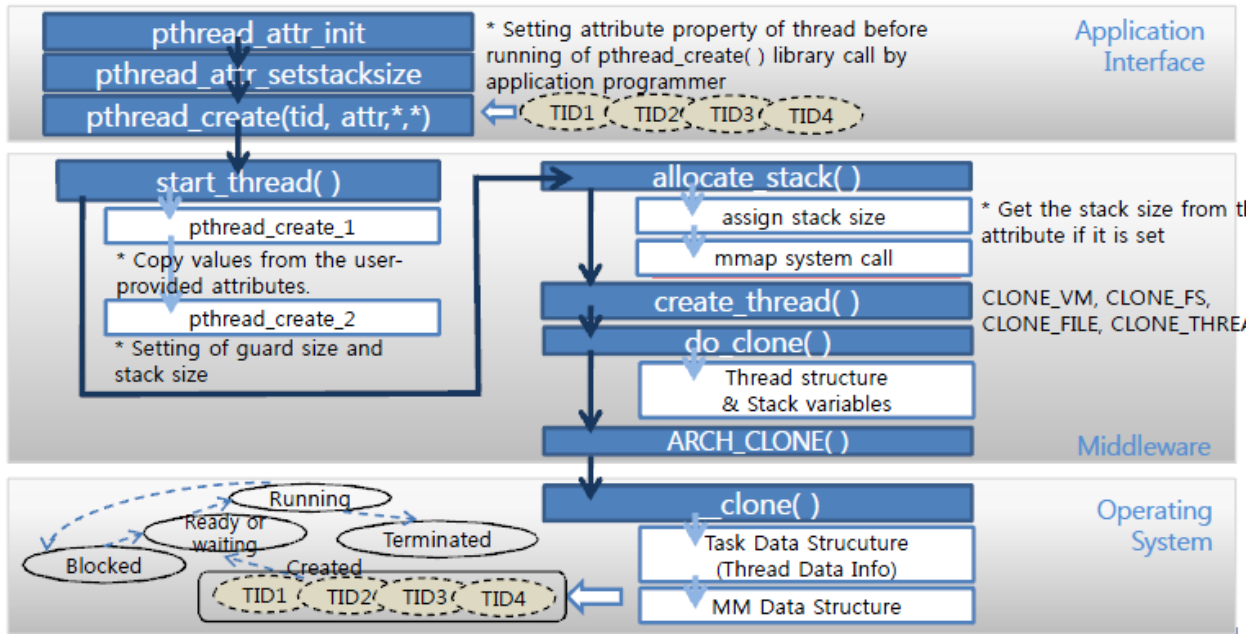 pthread_attr_init
pthread_attr_setstacksize
pthread_create(tid, attr,*,*)
* Setting attribute property of thread before
running of pthread_create( ) library call by
application programmer
TID1
TID2
TID3
TID4
Application
Interface
start_thread( )
pthread_create_1
* Copy values from the user-
provided attributes.
pthread_create_2
* Setting of guard size and
stack size
allocate_stack( )
assign stack size
mmap system call
* Get the stack size from th
attribute if it is set
create_thread( )
CLONE_VM, CLONE_FS,
CLONE_FILE, CLONE_THREA
do_clone( )
Thread structure
& Stack variables
ARCH_CLONE( )
Middleware
Running
Ready or
waiting
Terminated
Blocked
Created
TID1
TID2
TID3
TID4
__clone( )
Task Data Strucuture
(Thread Data Info)
MM Data Structure
Operating
System